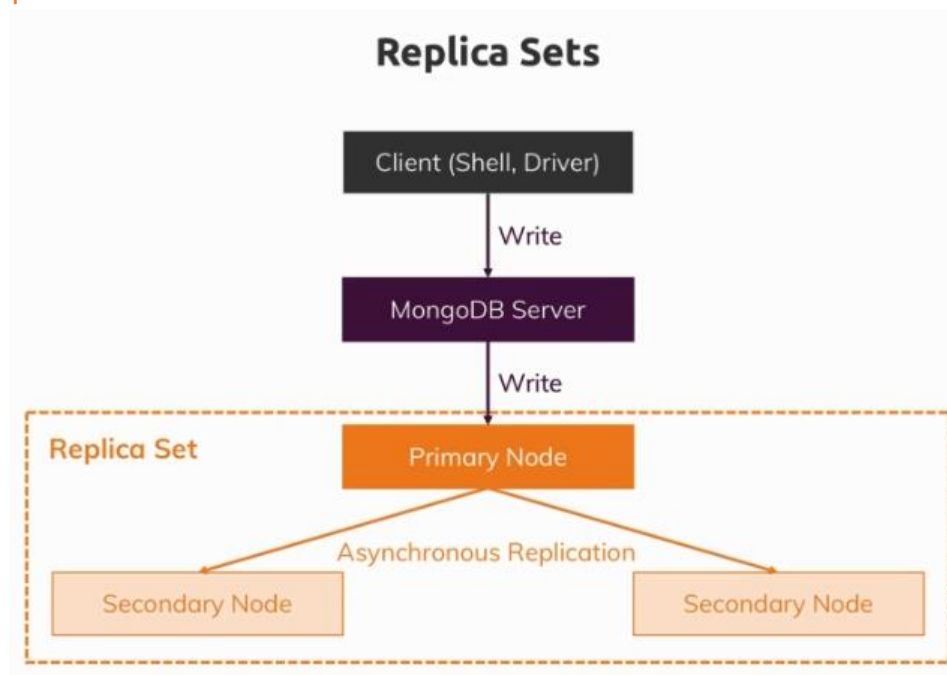 Replica Sets
Client (Shell, Driver)
Write
MongoDB Server
Write
Replica Set
Primary Node
Asynchronous Replication
Secondary Node
Secondary Node